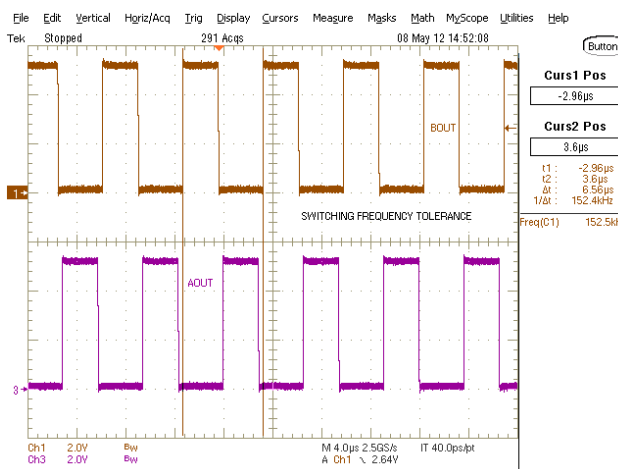 File Edit Vertical Horiz/Acq Trig Display Cursors Measure Masks Math MyScope Utilities Help
Tek Stopped 291 Acqs 08 May 12 14:52:08
Button
Curs1 Pos
-2.96µs
Curs2 Pos
3.6µs
t1: -2.96µs
t2: 3.6µs
Δt: 6.56µs
1/Δt: 152.4kHz
Freq(C1) 152.5k
BOUT
1
SWITCHING FREQUENCY TOLERANCE
AOUT
3
Ch1 2.0V Bw M 4.0µs 2.5GS/s IT 40.0ps/pt
Ch3 2.0V Bw A Ch1 \ 2.64V